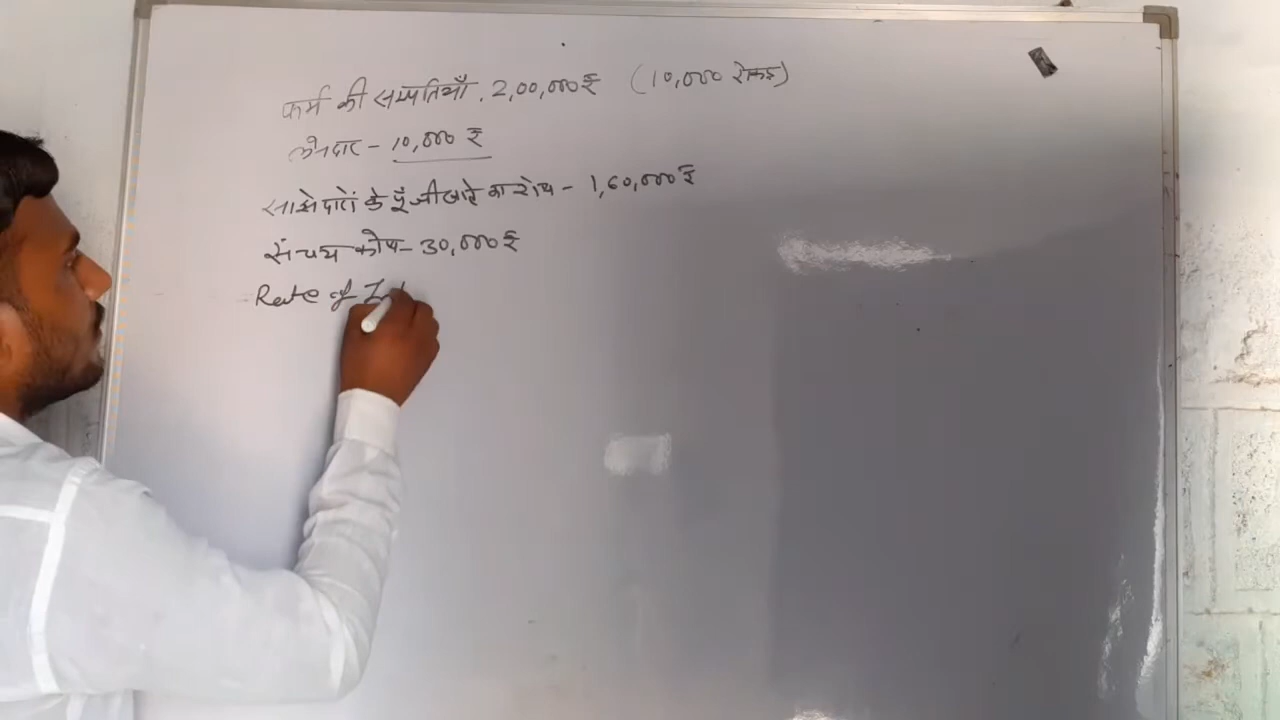 फर्म की सम्पतियाँ . 2,00,000₹ (10,000 रोकड़)
लेनदार - 10,000 ₹
साझेदारों के पूँजी खाते का शेष - 1,60,000₹
संचय कोष - 30,000₹
Rate of